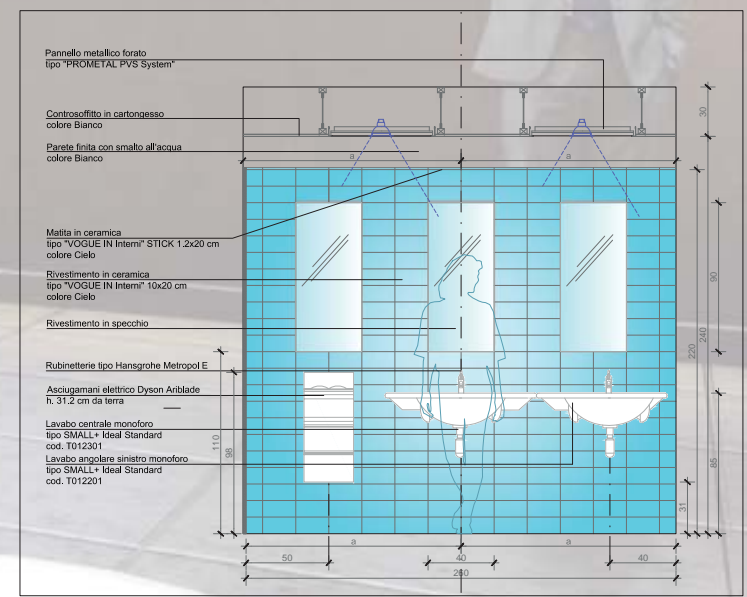 Pannello metallico forato
tipo "PROMETAL PVS System"
Controsoffitto in cartongesso
colore Bianco
Parete finita con smalto all'acqua
colore Bianco
Matita in ceramica
tipo "VOGUE IN Interni" STICK 1.2x20 cm
colore Cielo
Rivestimento in ceramica
tipo "VOGUE IN Interni" 10x20 cm
colore Cielo
Rivestimento in specchio
Rubinetterie tipo Hansgrohe Metropol E
Asciugamani elettrico Dyson Ariblade
h. 31.2 cm da terra
Lavabo centrale monoforo
tipo SMALL+ Ideal Standard
cod. T012301
Lavabo angolare sinistro monoforo
tipo SMALL+ Ideal Standard
cod. T012201
a
a
30
90
240
220
110
98
85
31
a
a
50
40
40
260